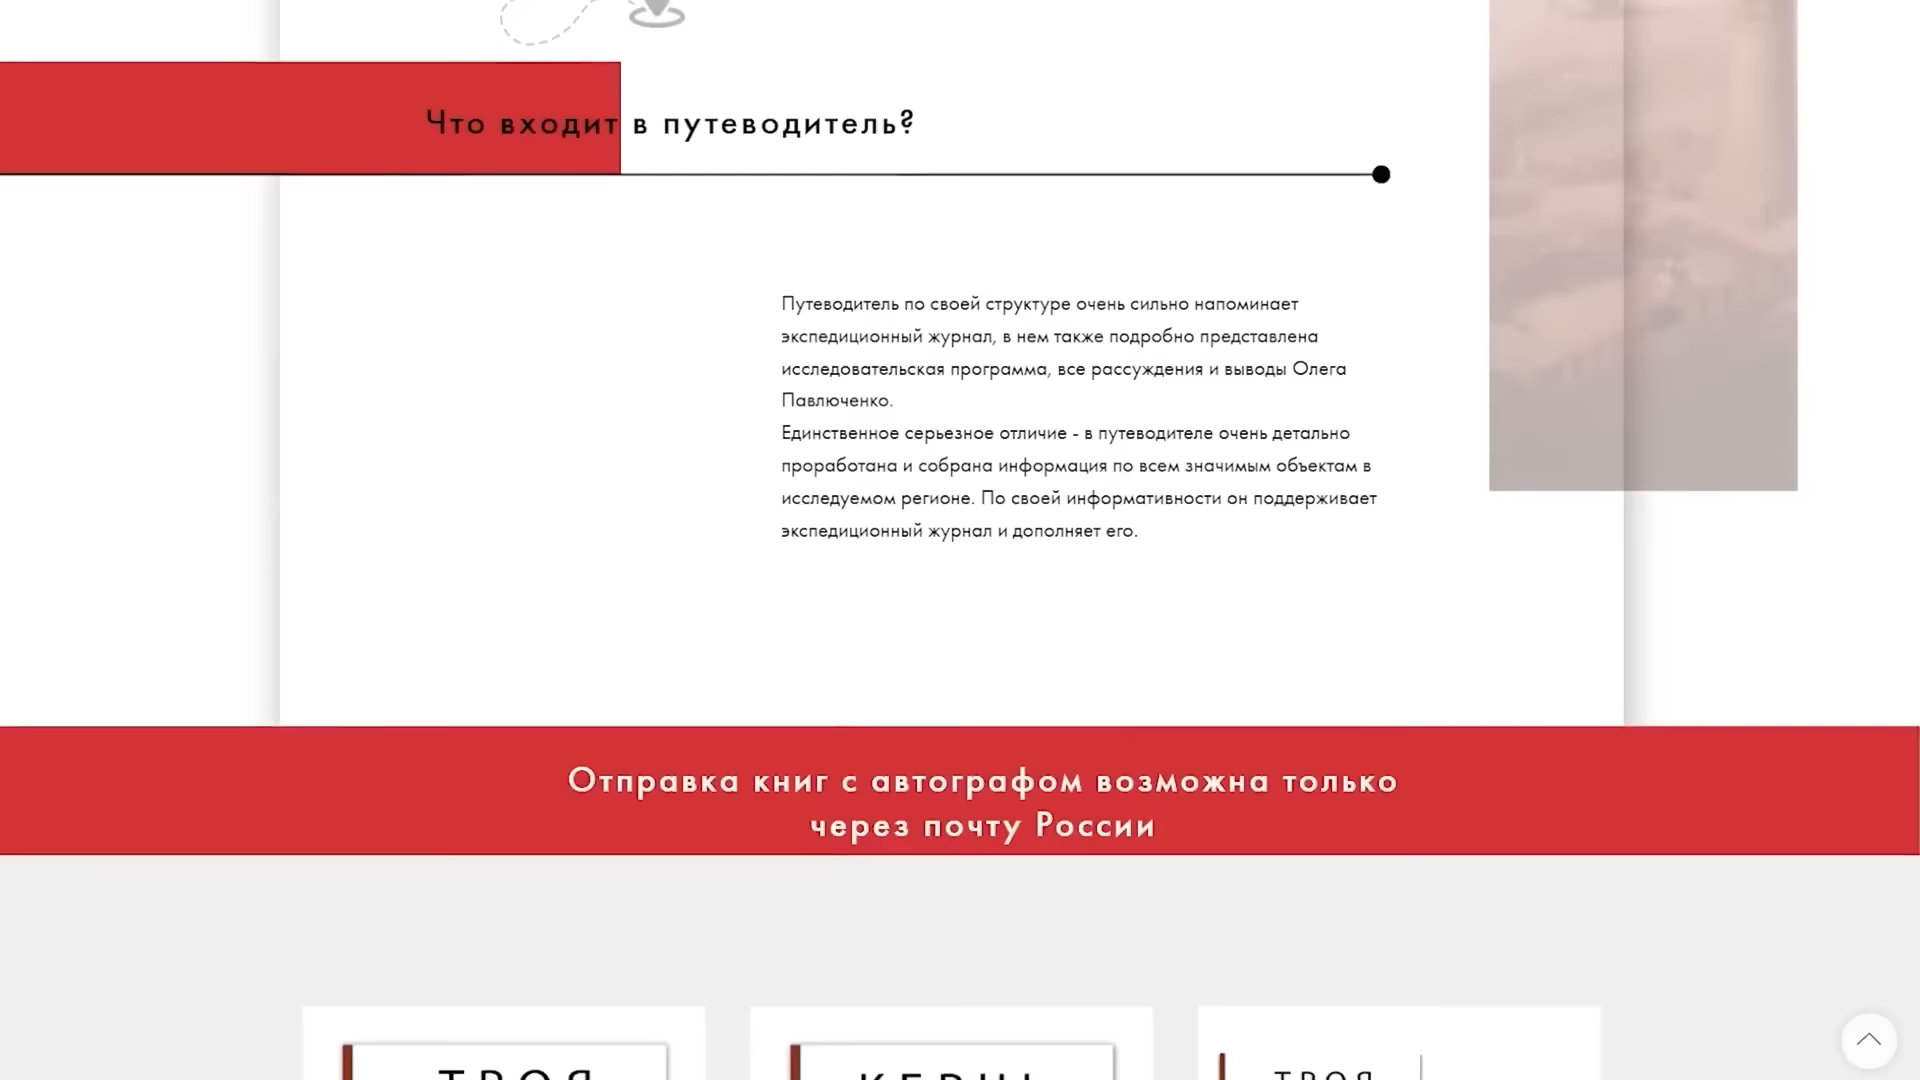 Что входит в путеводитель?
Путеводитель по своей структуре очень сильно напоминает
экспедиционный журнал, в нем также подробно представлена
исследовательская программа, все рассуждения и выводы Олега
Павлюченко.
Единственное серьезное отличие - в путеводителе очень детально
проработана и собрана информация по всем значимым объектам в
исследуемом регионе. По своей информативности он поддерживает
экспедиционный журнал и дополняет его.
Отправка книг с автографом возможна только
через почту России
ТВОЯ
ТВОЯ